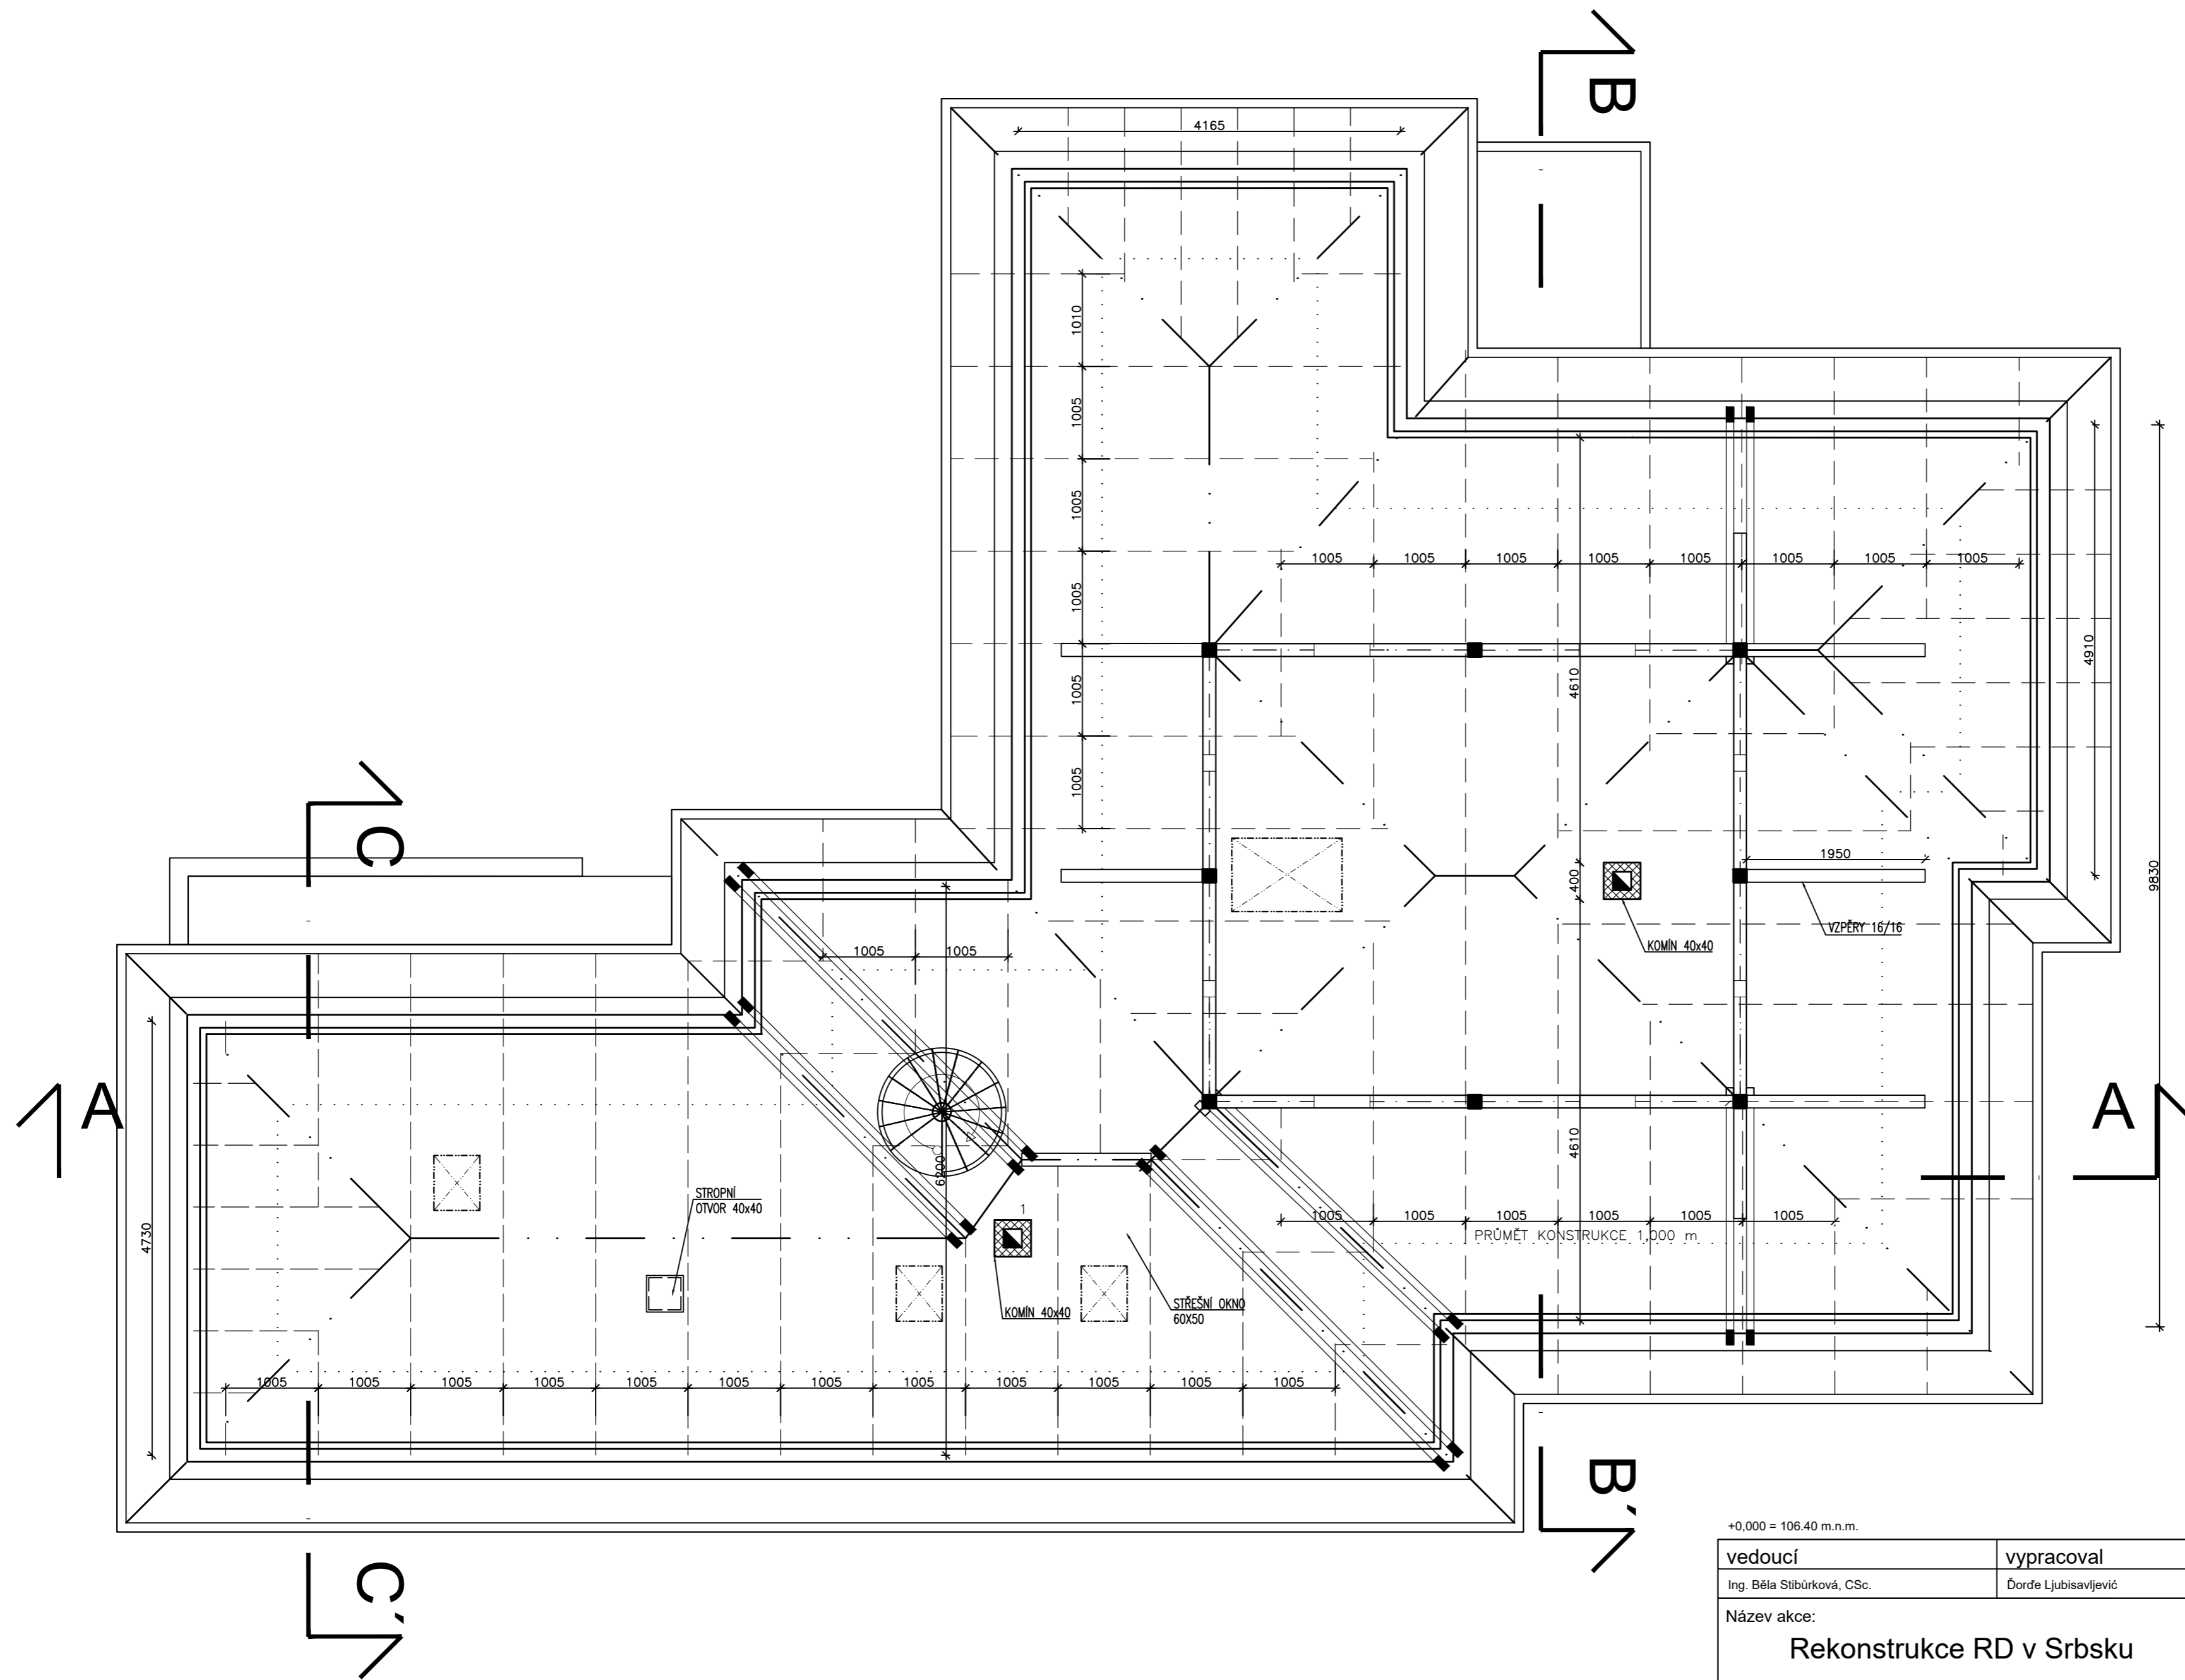 B
4165
1010
1005
1005
1005
1005
1005
1005
1005
1005
1005
1005
1005
1005
1005
4610
4910
9830
C
1950
400
VZPĚRY 16/16
KOMÍN 40x40
1005
1005
A
A
4610
6200
STROPNÍ
OTVOR 40x40
1
4730
1005
1005
1005
1005
1005
1005
PRŮMĚT KONSTRUKCE 1,000 m
STŘEŠNÍ OKNO
60X50
KOMÍN 40x40
1005
1005
1005
1005
1005
1005
1005
1005
1005
1005
1005
1005
B´
C´
+0,000 = 106.40 m.n.m.
vedoucí
vypracoval
Ing. Běla Stibůrková, CSc.
Ďorďe Ljubisavljević
Název akce:
Rekonstrukce RD v Srbsku